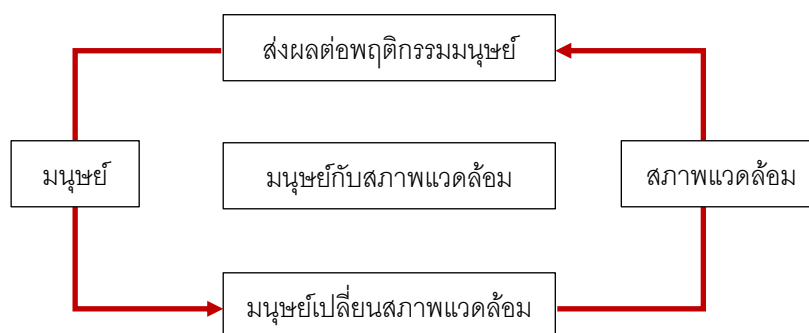 ส่งผลต่อพฤติกรรมมนุษย์
มนุษย์
มนุษย์กับสภาพแวดล้อม
สภาพแวดล้อม
มนุษย์เปลี่ยนสภาพแวดล้อม